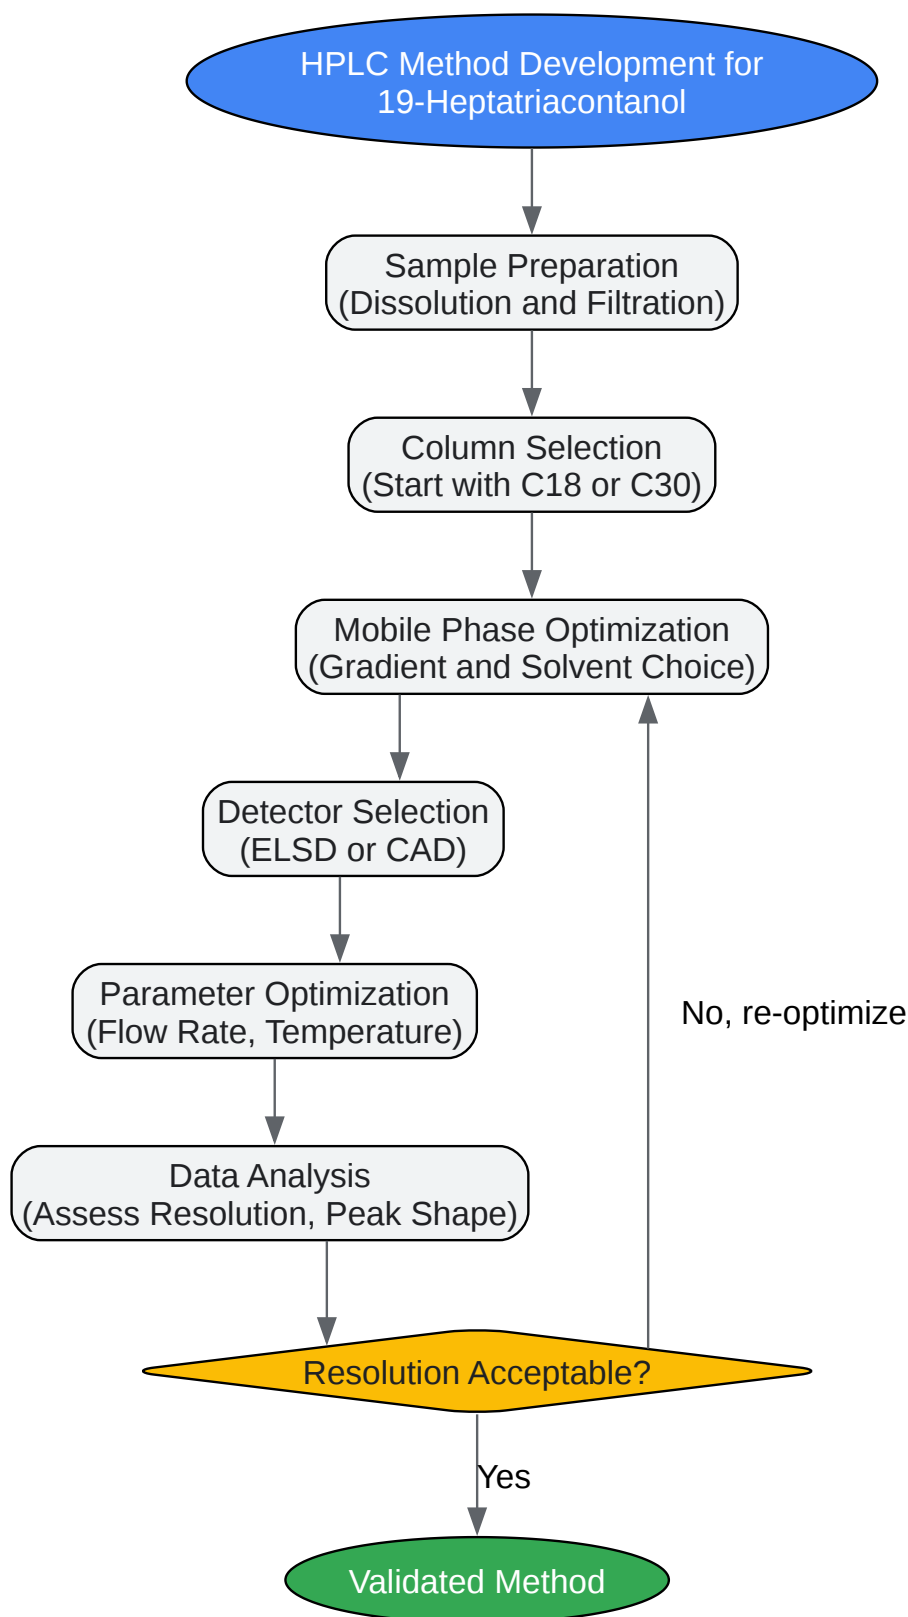 HPLC Method Development for
19-Heptatriacontanol
Sample Preparation
(Dissolution and Filtration)
Column Selection
(Start with C18 or C30)
Mobile Phase Optimization
(Gradient and Solvent Choice)
Detector Selection
(ELSD or CAD)
Parameter Optimization
(Flow Rate, Temperature)
No, re-optimize
Data Analysis
(Assess Resolution, Peak Shape)
Resolution Acceptable?
Yes
Validated Method